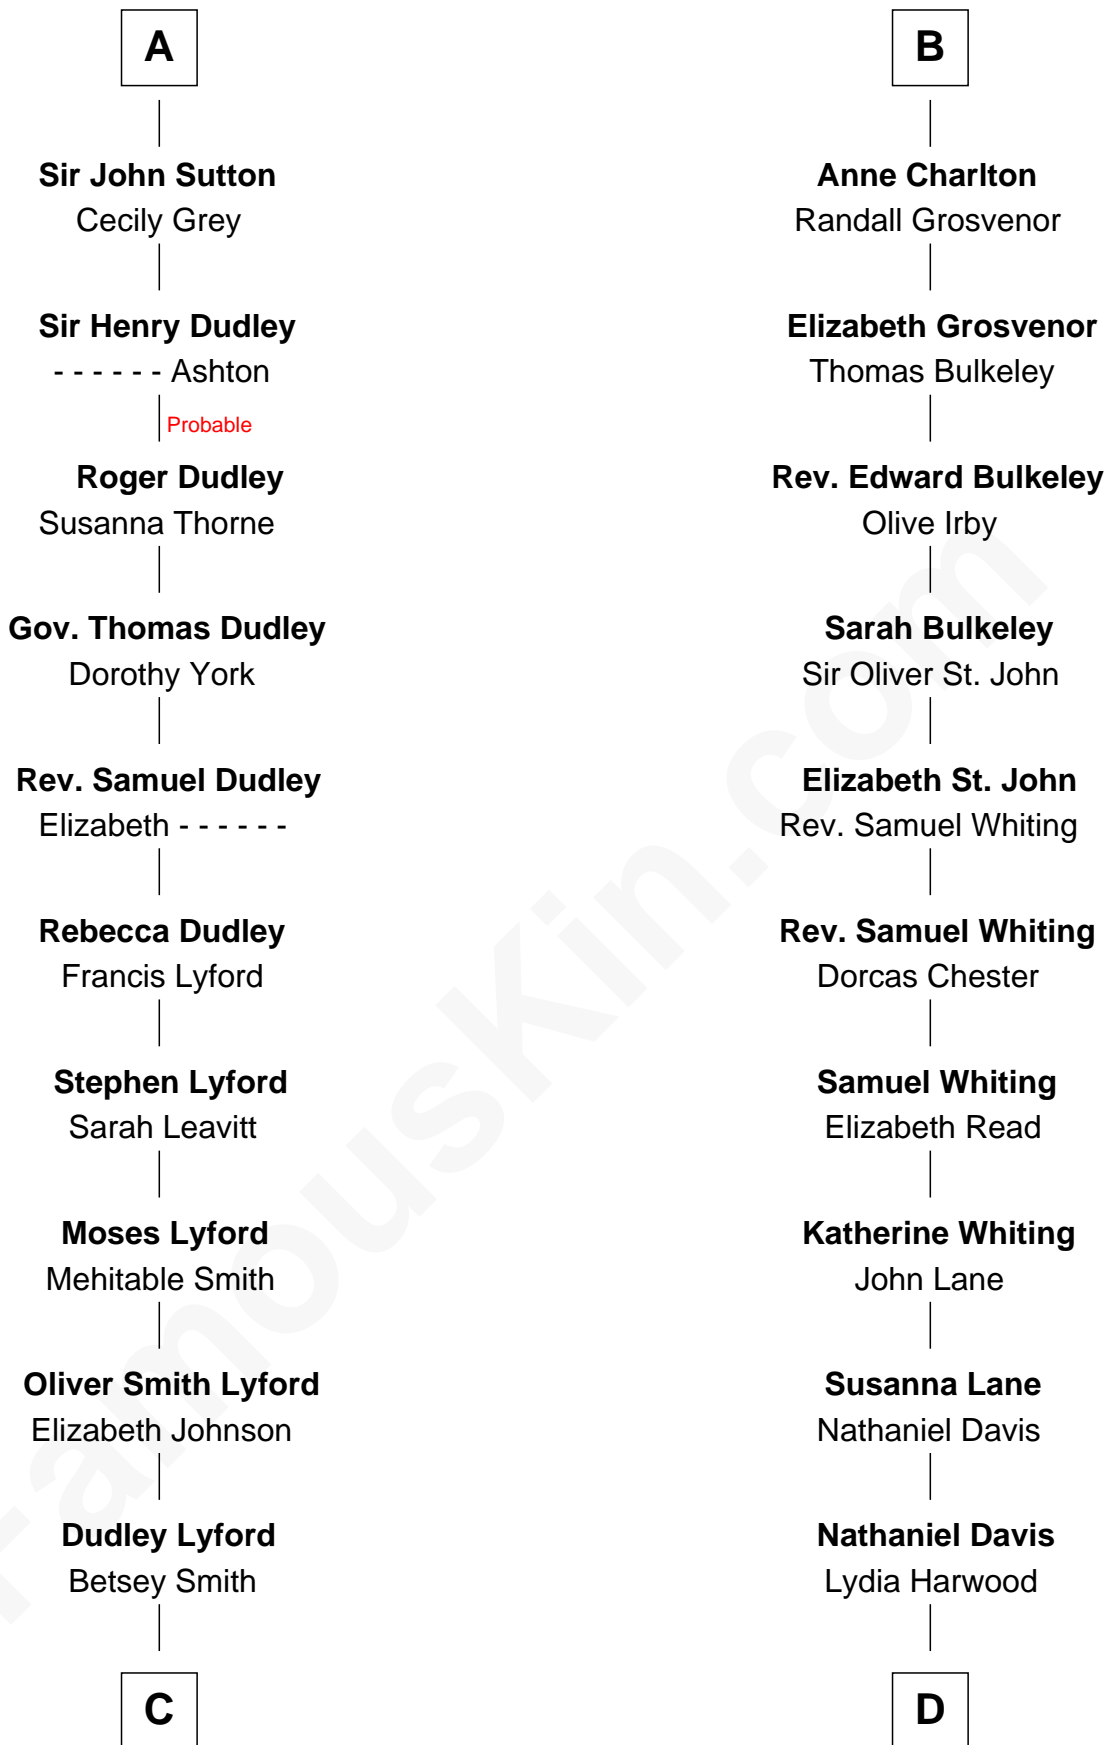 A
Sir John Sutton
Cecily Grey
Sir Henry Dudley
- - - - - - Ashton
Probable
Roger Dudley
Susanna Thorne
Gov. Thomas Dudley
Dorothy York
Rev. Samuel Dudley
Elizabeth - - - - - -
Rebecca Dudley
Francis Lyford
Stephen Lyford
Sarah Leavitt
Moses Lyford
Mehitable Smith
Oliver Smith Lyford
Elizabeth Johnson
Dudley Lyford
Betsey Smith
C
B
Anne Charlton
Randall Grosvenor
Elizabeth Grosvenor
Thomas Bulkeley
Rev. Edward Bulkeley
Olive Irby
Sarah Bulkeley
Sir Oliver St. John
Elizabeth St. John
Rev. Samuel Whiting
Rev. Samuel Whiting
Dorcas Chester
Samuel Whiting
Elizabeth Read
Katherine Whiting
John Lane
Susanna Lane
Nathaniel Davis
Nathaniel Davis
Lydia Harwood
D
FamousKin.com